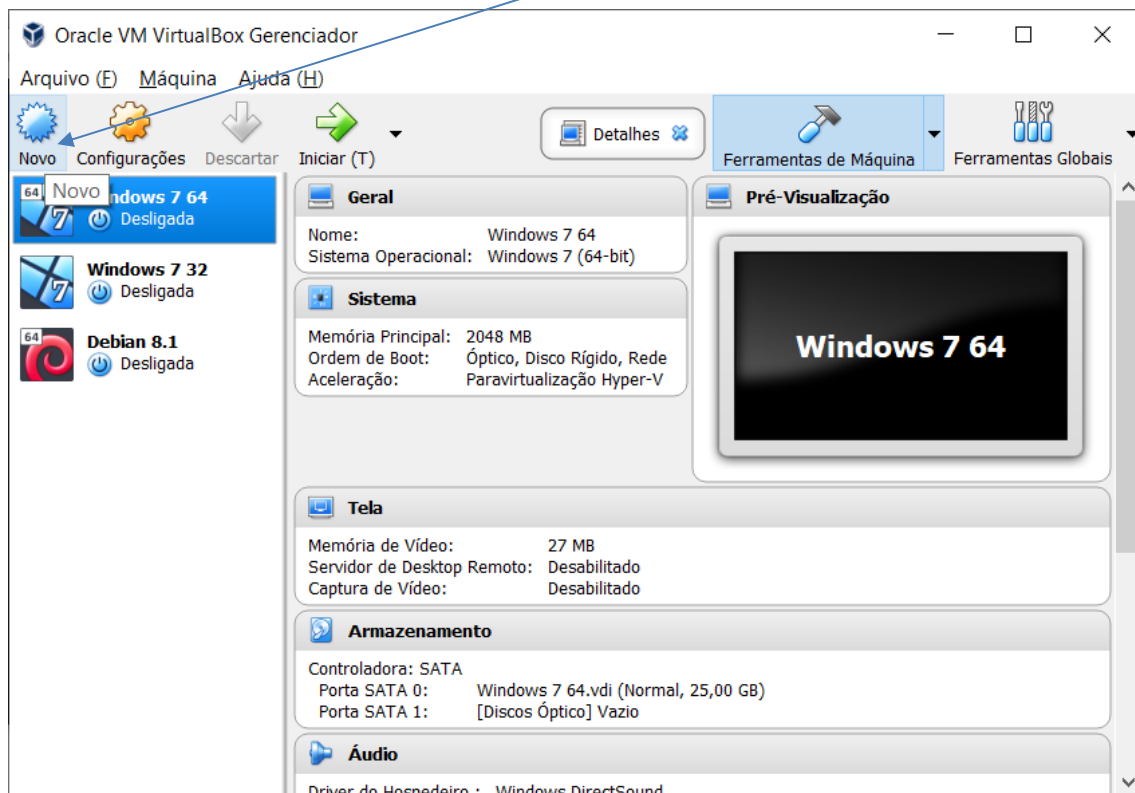 Oracle VM VirtualBox Gerenciador
Arquivo (F) Máquina Ajuda (H)
Novo Configurações Descartar Iniciar (T) Detalhes Ferramentas de Máquina Ferramentas Globais
Novo
64 ndows 7 64
Desligada
Windows 7 32
Desligada
64 Debian 8.1
Desligada
Geral
Nome: Windows 7 64
Sistema Operacional: Windows 7 (64-bit)
Sistema
Memória Principal: 2048 MB
Ordem de Boot: Óptico, Disco Rígido, Rede
Aceleração: Paravirtualização Hyper-V
Pré-Visualização
Windows 7 64
Tela
Memória de Vídeo: 27 MB
Servidor de Desktop Remoto: Desabilitado
Captura de Vídeo: Desabilitado
Armazenamento
Controladora: SATA
Porta SATA 0: Windows 7 64.vdi (Normal, 25,00 GB)
Porta SATA 1: [Discos Óptico] Vazio
Áudio
Driver do Hospedeiro : Windows DirectSound